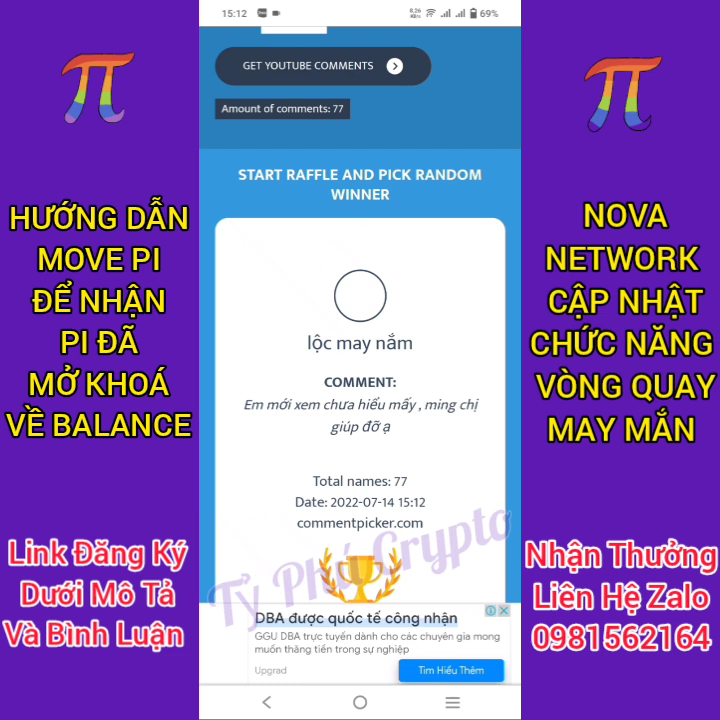 15:12
8,26
KB/s
69%
GET YOUTUBE COMMENTS
Amount of comments: 77
START RAFFLE AND PICK RANDOM
WINNER
lộc may nắm
COMMENT:
Em mới xem chưa hiểu mấy , ming chị
giúp đỡ ạ
Total names: 77
Date: 2022-07-14 15:12
commentpicker.com
Tỷ Phú Crypto
DBA được quốc tế công nhận
GGU DBA trực tuyến dành cho các chuyên gia mong
muốn thăng tiến trong sự nghiệp
Upgrad
Tìm Hiểu Thêm
HƯỚNG DẪN
MOVE PI
ĐỂ NHẬN
PI ĐÃ
MỞ KHOÁ
VỀ BALANCE
Link Đăng Ký
Dưới Mô Tả
Và Bình Luận
NOVA
NETWORK
CẬP NHẬT
CHỨC NĂNG
VÒNG QUAY
MAY MẮN
Nhận Thưởng
Liên Hệ Zalo
0981562164